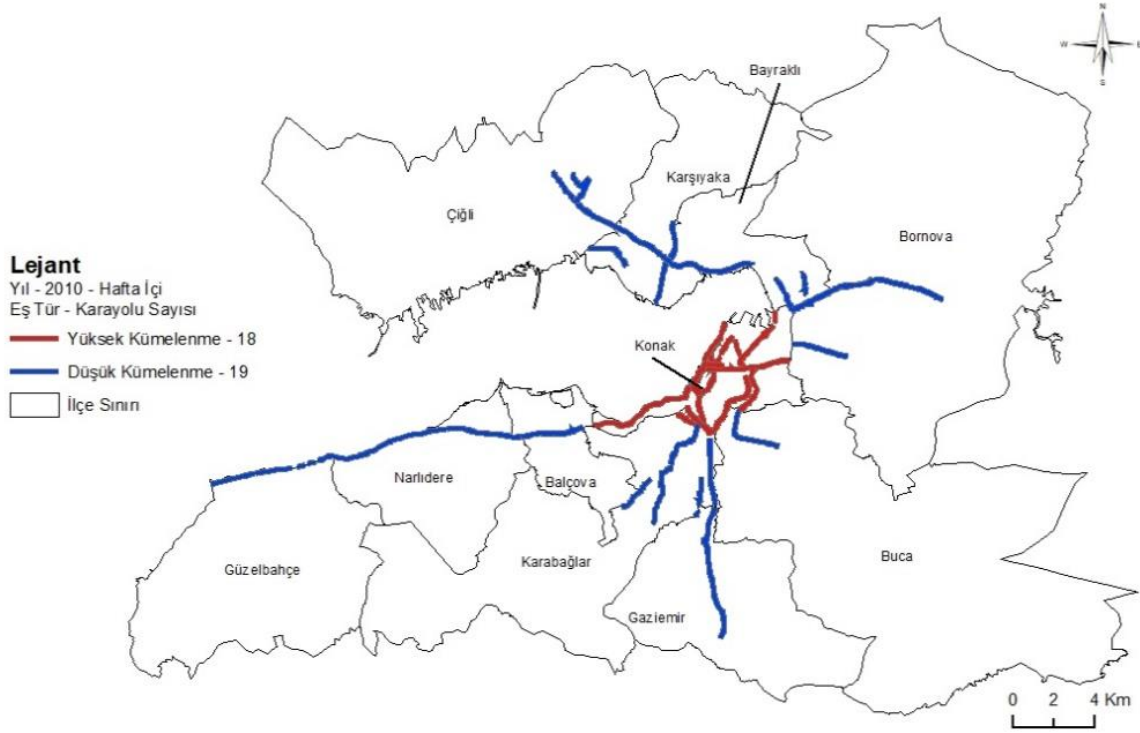 N
W E
S
Bayraklı
Karşıyaka
Çiğli
Bornova
Lejant
Yıl - 2010 - Hafta İçi
Eş Tür - Karayolu Sayısı
Yüksek Kümelenme - 18
Düşük Kümelenme - 19
İlçe Sınırı
Konak
Narlıdere
Balçova
Güzelbahçe
Karabağlar
Buca
Gaziemir
0 2 4 Km